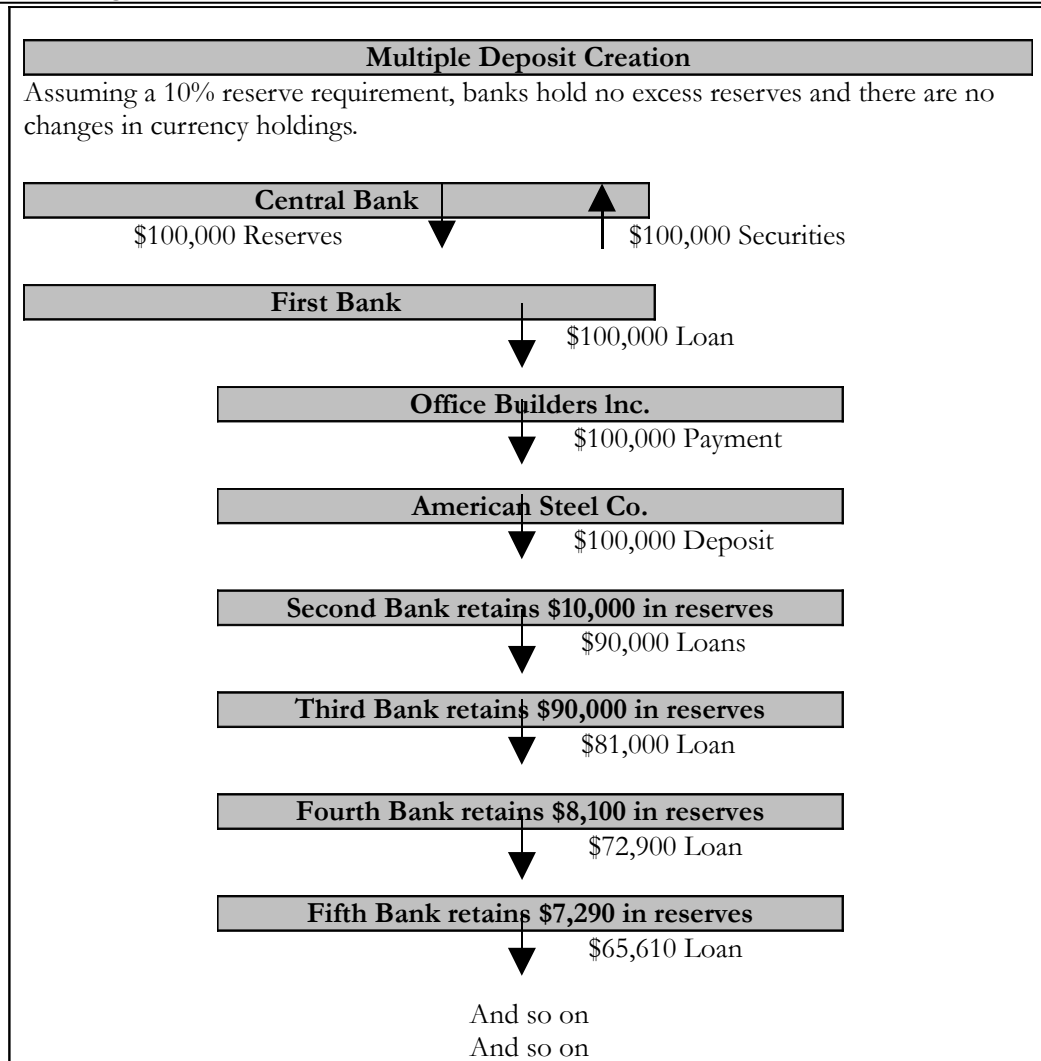 Multiple Deposit Creation
Assuming a 10% reserve requirement, banks hold no excess reserves and there are no
changes in currency holdings.
Central Bank
$100,000 Reserves $100,000 Securities
First Bank
$100,000 Loan
Office Builders lnc.
$100,000 Payment
American Steel Co.
$100,000 Deposit
Second Bank retains $10,000 in reserves
$90,000 Loans
Third Bank retains $90,000 in reserves
$81,000 Loan
Fourth Bank retains $8,100 in reserves
$72,900 Loan
Fifth Bank retains $7,290 in reserves
$65,610 Loan
And so on
And so on